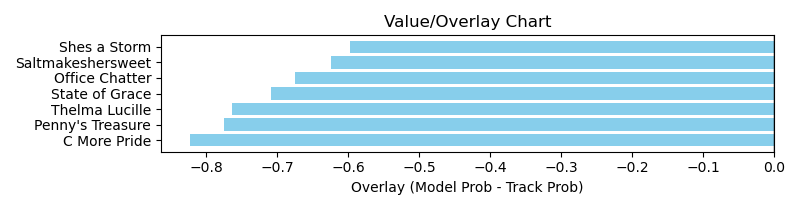 Value/Overlay Chart
Shes a Storm
Saltmakeshersweet
Office Chatter
State of Grace
Thelma Lucille
Penny's Treasure
C More Pride
−0.8 −0.7 −0.6 −0.5 −0.4 −0.3 −0.2 −0.1 0.0
Overlay (Model Prob - Track Prob)